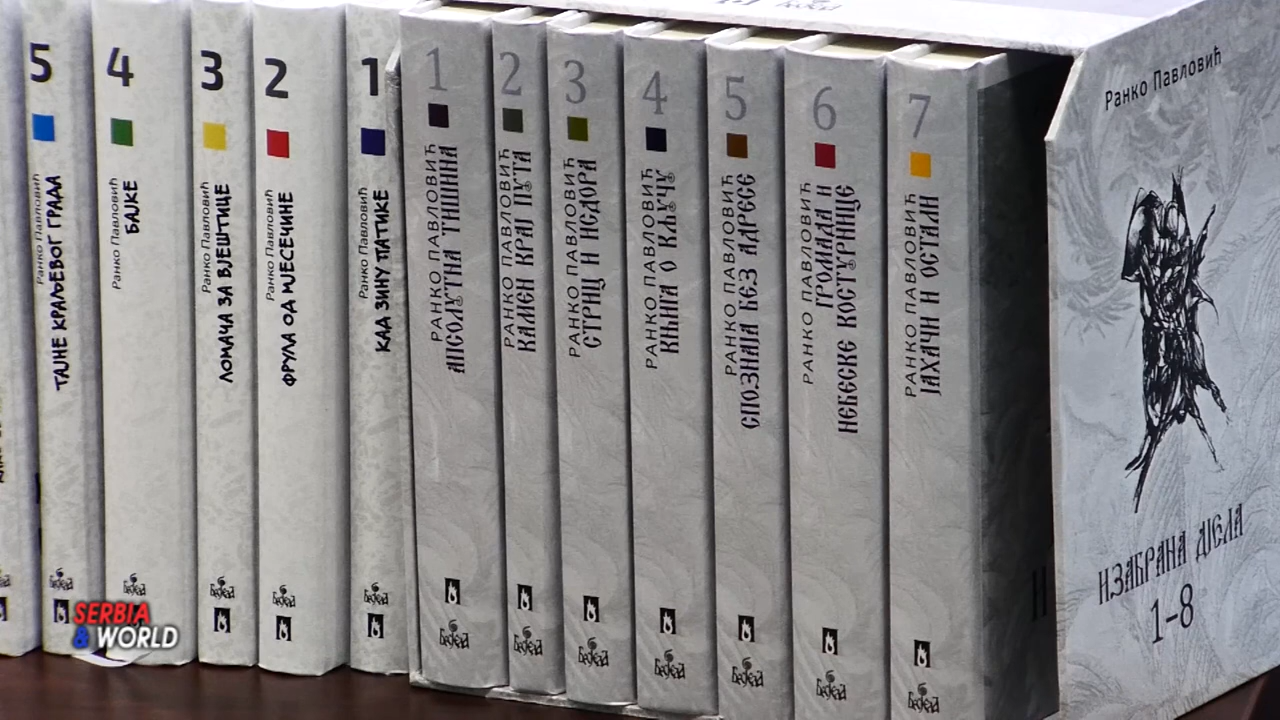 5
Ранко Павловић
ТАЈНЕ КРАЉЕВОГ ГРАДА
4
Ранко Павловић
БАЈКЕ
3
Ранко Павловић
ЛОМАЧА ЗА ВЈЕШТИЦЕ
2
Ранко Павловић
ФРУЛА ОД МЈЕСЕЧИНЕ
1
Ранко Павловић
КАД ЗИНУ ПАТИКЕ
1
РАНКО ПАВЛОВИЋ
АПСОЛУТНА ТИШИНА
2
РАНКО ПАВЛОВИЋ
КАМЕН КРАЈ ПУТА
3
РАНКО ПАВЛОВИЋ
СТРИЦ И ИСДОРА
4
РАНКО ПАВЛОВИЋ
КЊИГА О КЉУЧУ
5
РАНКО ПАВЛОВИЋ
СПОЗНАЈА БЕЗ АДРЕСЕ
6
РАНКО ПАВЛОВИЋ
ГРОМАДА И
НЕБЕСКЕ КОСТУРНИЦЕ
7
РАНКО ПАВЛОВИЋ
ЈАХАЧИ И ОСТАЛИ
Ранко Павловић
ИЗАБРАНА ДЈЕЛА
1-8
SERBIA
& WORLD